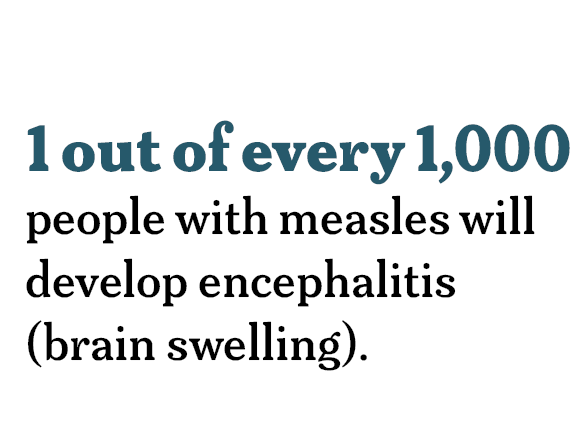 1 out of every 1,000
people with measles will
develop encephalitis
(brain swelling).